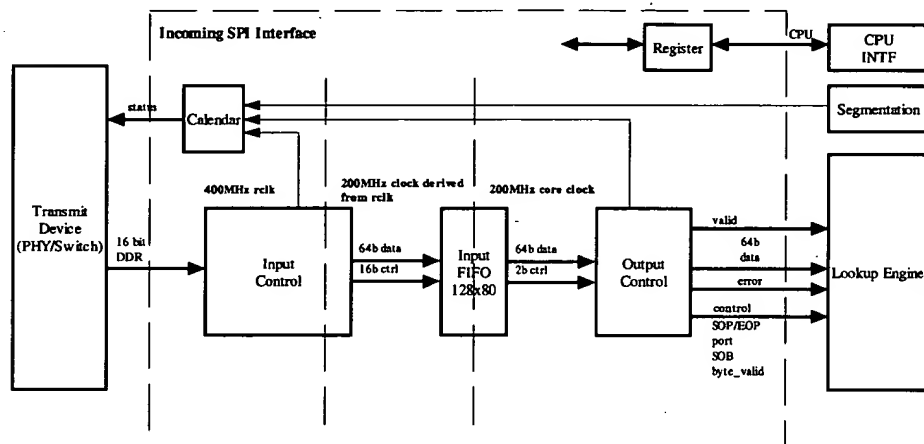 Incoming SPI Interface
Register
CPU
CPU
INTF
Segmentation
status
Calendar
400MHz rclk
200MHz clock derived
from rclk
200MHz core clock
Transmit
Device
(PHY/Switch)
16 bit
DDR
Input
Control
64b data
16b ctrl
Input
FIFO
128x80
64b data
2b ctrl
Output
Control
valid
64b
data
error
control
SOP/EOP
port
SOB
byte_valid
Lookup Engine